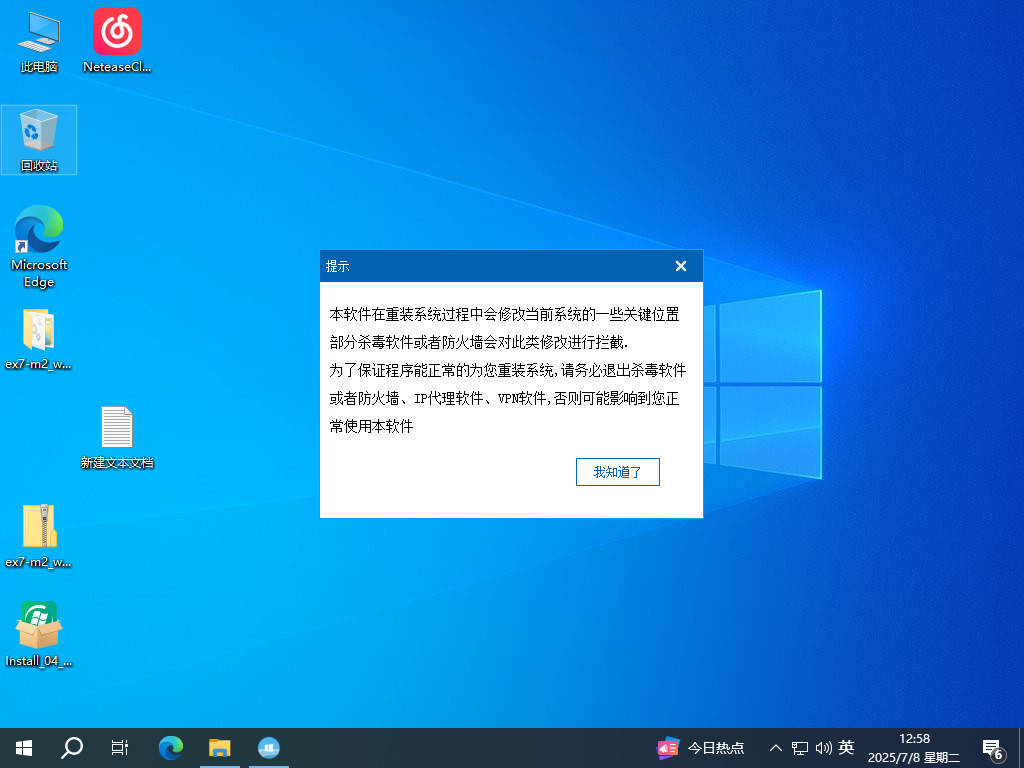 此电脑
NeteaseCl...
回收站
Microsoft
Edge
ex7-m2_w...
新建文本文档
ex7-m2_w...
Install_04_...
提示
本软件在重装系统过程中会修改当前系统的一些关键位置
部分杀毒软件或者防火墙会对此类修改进行拦截.
为了保证程序能正常的为您重装系统,请务必退出杀毒软件
或者防火墙、IP代理软件、VPN软件,否则可能影响到您正
常使用本软件
我知道了
今日热点
英
12:58
2025/7/8 星期二
6